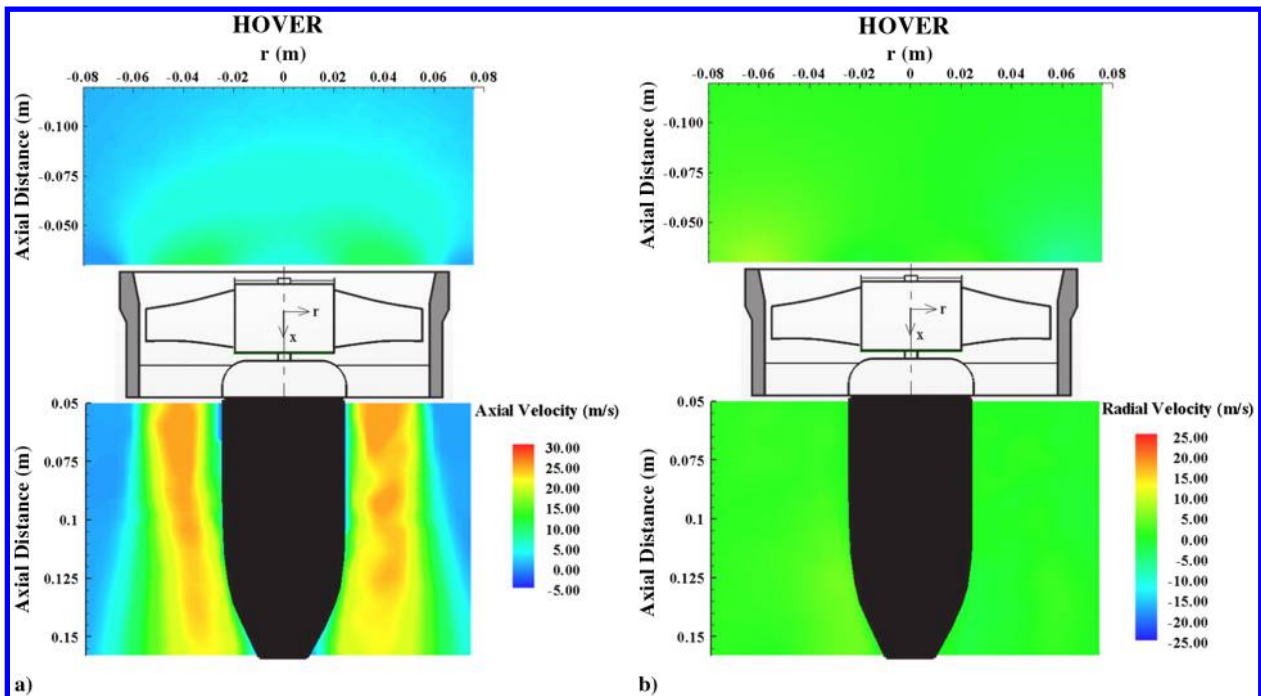 HOVER
r (m)
-0.08 -0.06 -0.04 -0.02 0 0.02 0.04 0.06 0.08
Axial Distance (m)
-0.100
-0.075
-0.050
r
x
Axial Distance (m)
0.05
0.075
0.1
0.125
0.15
Axial Velocity (m/s)
30.00
25.00
20.00
15.00
10.00
5.00
0.00
-5.00
a)
HOVER
r (m)
-0.08 -0.06 -0.04 -0.02 0 0.02 0.04 0.06 0.08
Axial Distance (m)
-0.100
-0.075
-0.050
r
x
Axial Distance (m)
0.05
0.075
0.1
0.125
0.15
Radial Velocity (m/s)
25.00
20.00
15.00
10.00
5.00
0.00
-5.00
-10.00
-15.00
-20.00
-25.00
b)